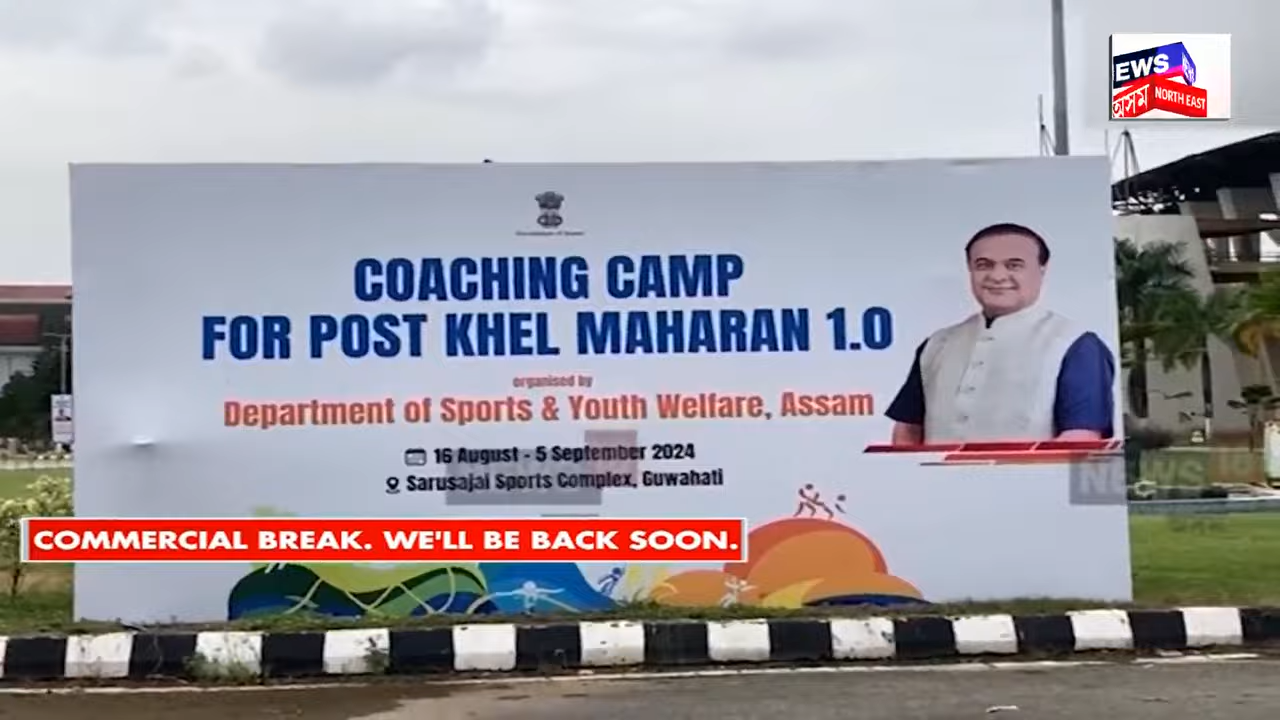 EWS
অসম
NORTH EAST
COACHING CAMP
FOR POST KHEL MAHARAN 1.0
organised by
Department of Sports & Youth Welfare, Assam
16 August - 5 September 2024
Sarusajai Sports Complex, Guwahati
NEWS
COMMERCIAL BREAK. WE'LL BE BACK SOON.